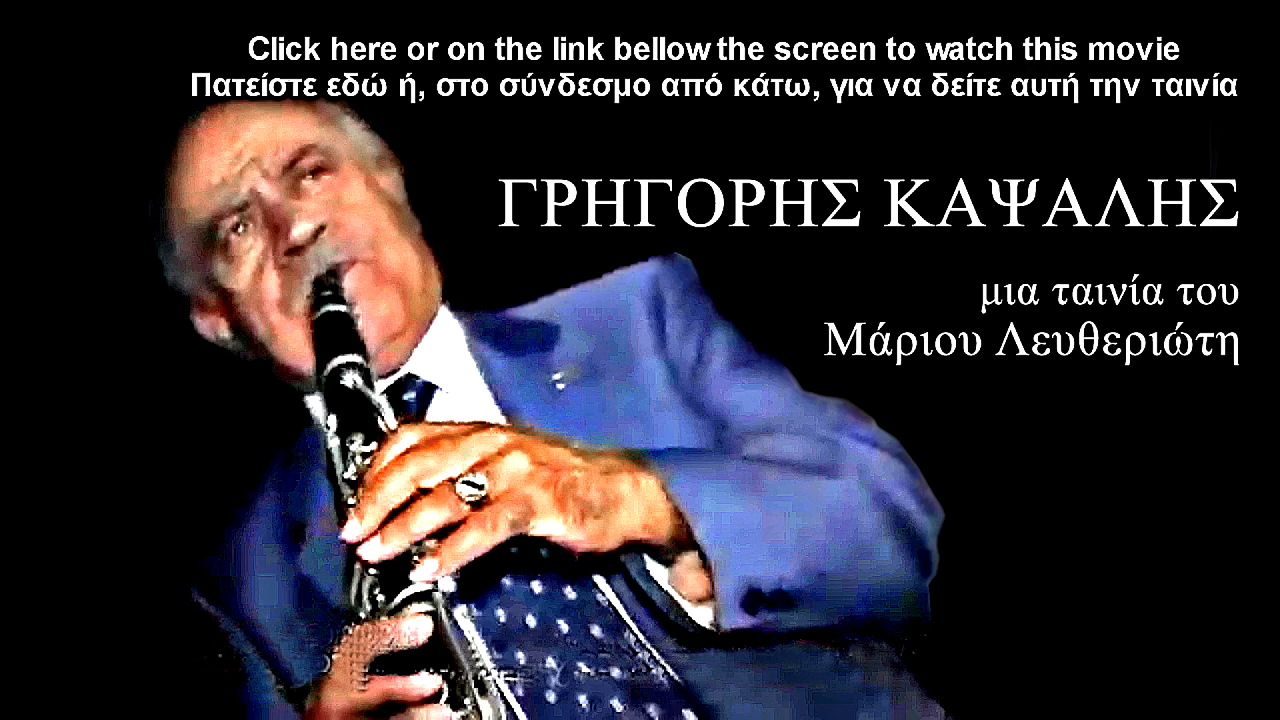 Click here or on the link bellow the screen to watch this movie
Πατείστε εδώ ή, στο σύνδεσμο από κάτω, για να δείτε αυτή την ταινία
ΓΡΗΓΟΡΗΣ ΚΑΨΑΛΗΣ
μια ταινία του
Μάριου Λευθεριώτη